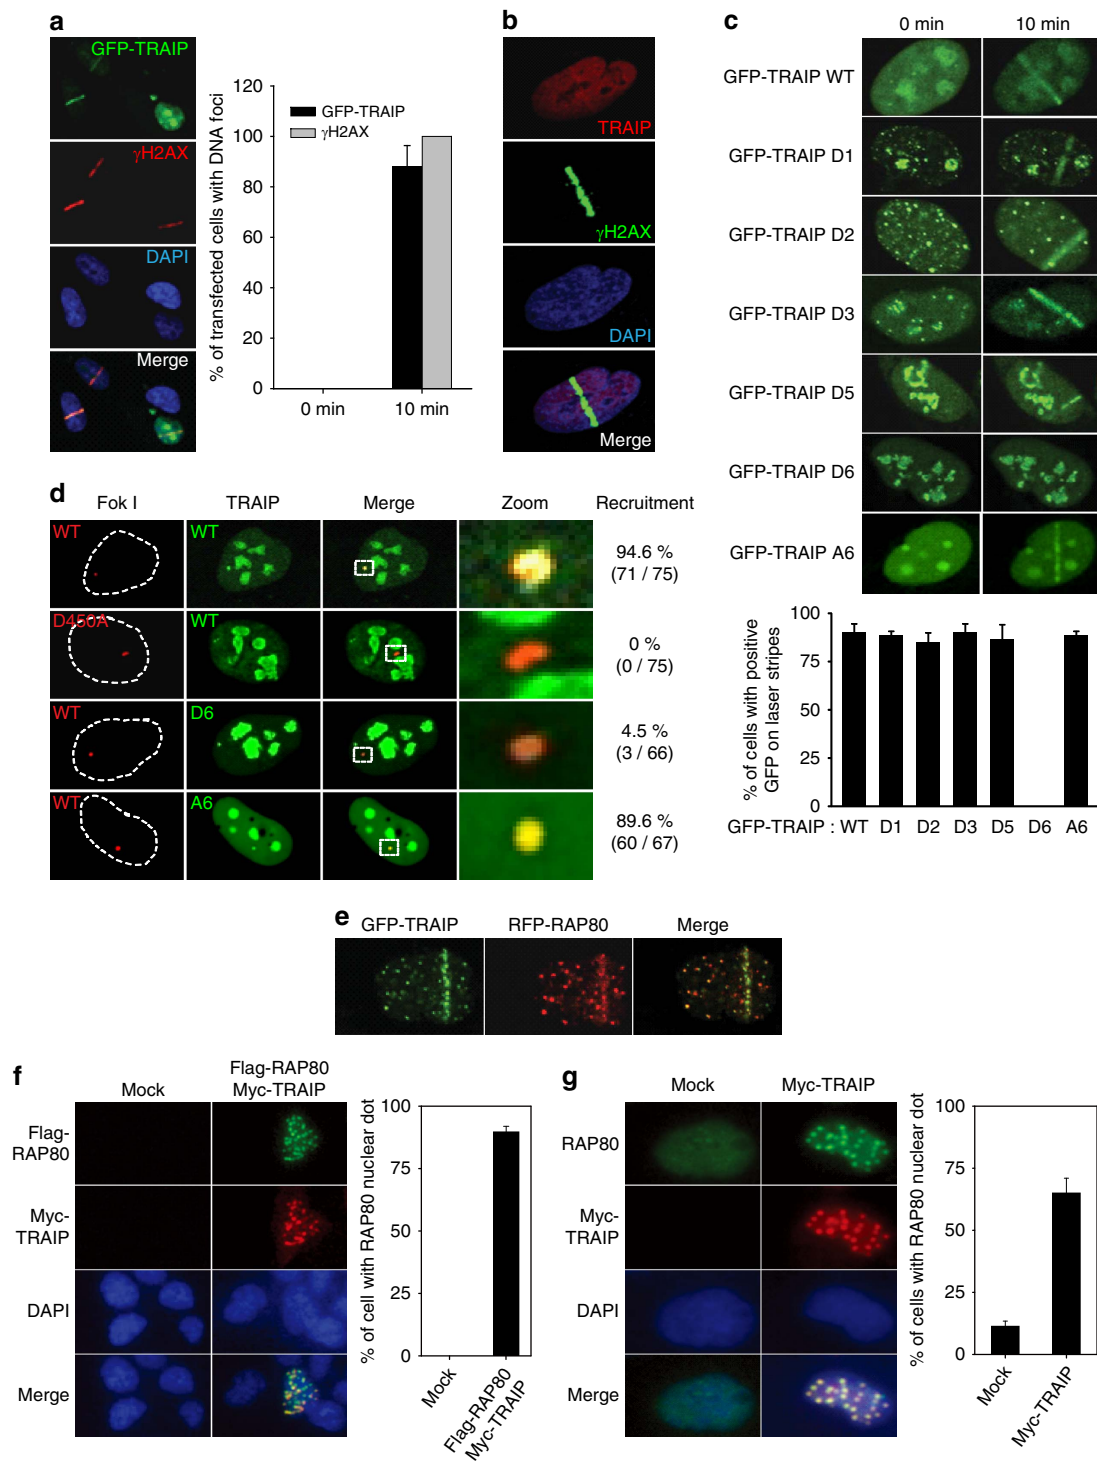 a
GFP-TRAIP
γH2AX
DAPI
Merge
% of transfected cells with DNA foci
120
100
80
60
40
20
0
GFP-TRAIP
γH2AX
0 min
10 min
b
TRAIP
γH2AX
DAPI
Merge
c
0 min
10 min
GFP-TRAIP WT
GFP-TRAIP D1
GFP-TRAIP D2
GFP-TRAIP D3
GFP-TRAIP D5
GFP-TRAIP D6
GFP-TRAIP A6
% of cells with positive
GFP on laser stripes
100
75
50
25
0
GFP-TRAIP : WT D1 D2 D3 D5 D6 A6
d
Fok I
TRAIP
Merge
Zoom
Recruitment
WT
WT
94.6 %
(71 / 75)
D450A
WT
0 %
(0 / 75)
WT
D6
4.5 %
(3 / 66)
WT
A6
89.6 %
(60 / 67)
e
GFP-TRAIP
RFP-RAP80
Merge
f
Mock
Flag-RAP80
Myc-TRAIP
Flag-
RAP80
Myc-
TRAIP
DAPI
Merge
% of cell with RAP80 nuclear dot
100
75
50
25
0
Mock
Flag-RAP80
Myc-TRAIP
g
Mock
Myc-TRAIP
RAP80
Myc-
TRAIP
DAPI
Merge
% of cells with RAP80 nuclear dot
100
75
50
25
0
Mock
Myc-TRAIP